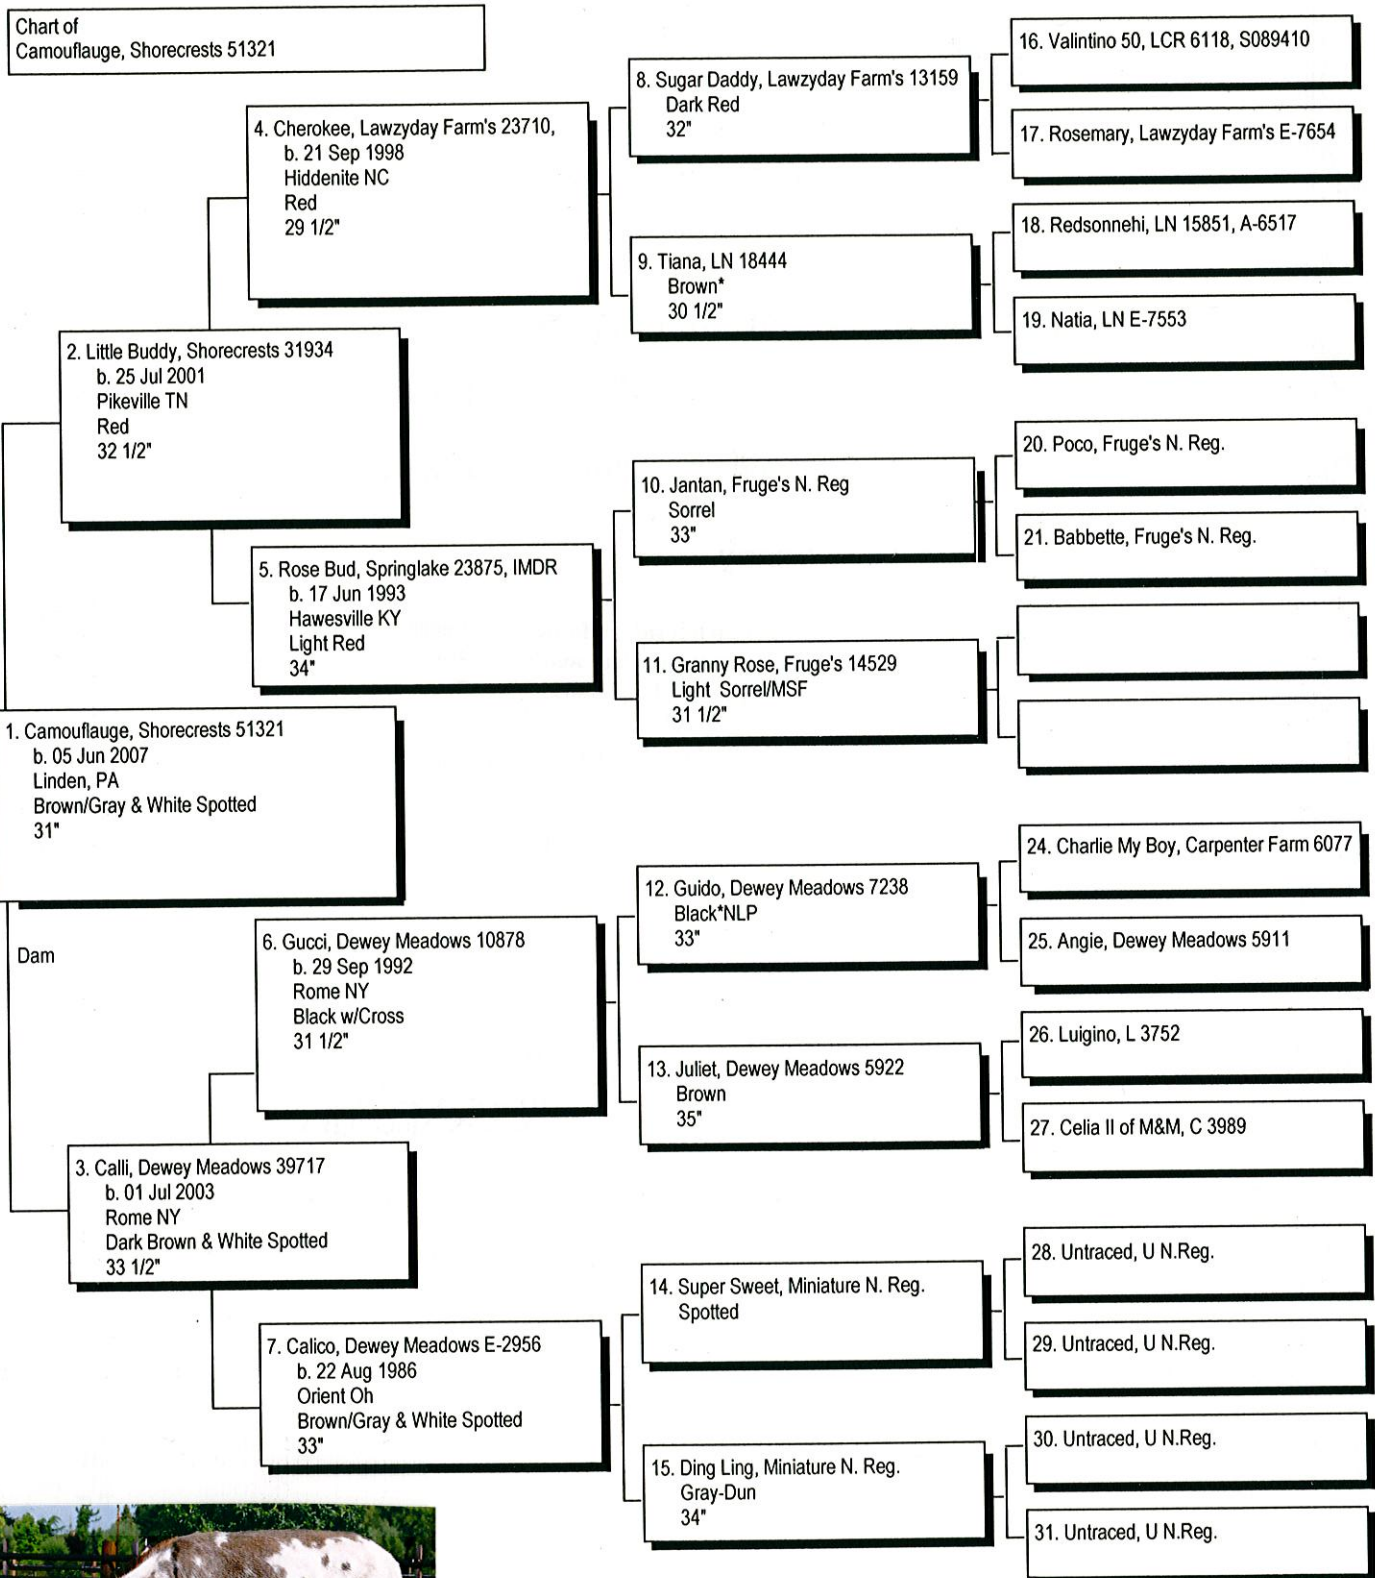 Chart of
Camouflauge, Shorecrests 51321
1. Camouflauge, Shorecrests 51321
b. 05 Jun 2007
Linden, PA
Brown/Gray & White Spotted
31"
Dam
2. Little Buddy, Shorecrests 31934
b. 25 Jul 2001
Pikeville TN
Red
32 1/2"
3. Calli, Dewey Meadows 39717
b. 01 Jul 2003
Rome NY
Dark Brown & White Spotted
33 1/2"
4. Cherokee, Lawzyday Farm's 23710,
b. 21 Sep 1998
Hiddenite NC
Red
29 1/2"
5. Rose Bud, Springlake 23875, IMDR
b. 17 Jun 1993
Hawesville KY
Light Red
34"
6. Gucci, Dewey Meadows 10878
b. 29 Sep 1992
Rome NY
Black w/Cross
31 1/2"
7. Calico, Dewey Meadows E-2956
b. 22 Aug 1986
Orient Oh
Brown/Gray & White Spotted
33"
8. Sugar Daddy, Lawzyday Farm's 13159
Dark Red
32"
9. Tiana, LN 18444
Brown*
30 1/2"
10. Jantan, Fruge's N. Reg
Sorrel
33"
11. Granny Rose, Fruge's 14529
Light Sorrel/MSF
31 1/2"
12. Guido, Dewey Meadows 7238
Black*NLP
33"
13. Juliet, Dewey Meadows 5922
Brown
35"
14. Super Sweet, Miniature N. Reg.
Spotted
15. Ding Ling, Miniature N. Reg.
Gray-Dun
34"
16. Valintino 50, LCR 6118, S089410
17. Rosemary, Lawzyday Farm's E-7654
18. Redsonnehi, LN 15851, A-6517
19. Natia, LN E-7553
20. Poco, Fruge's N. Reg.
21. Babbette, Fruge's N. Reg.
24. Charlie My Boy, Carpenter Farm 6077
25. Angie, Dewey Meadows 5911
26. Luigino, L 3752
27. Celia II of M&M, C 3989
28. Untraced, U N.Reg.
29. Untraced, U N.Reg.
30. Untraced, U N.Reg.
31. Untraced, U N.Reg.